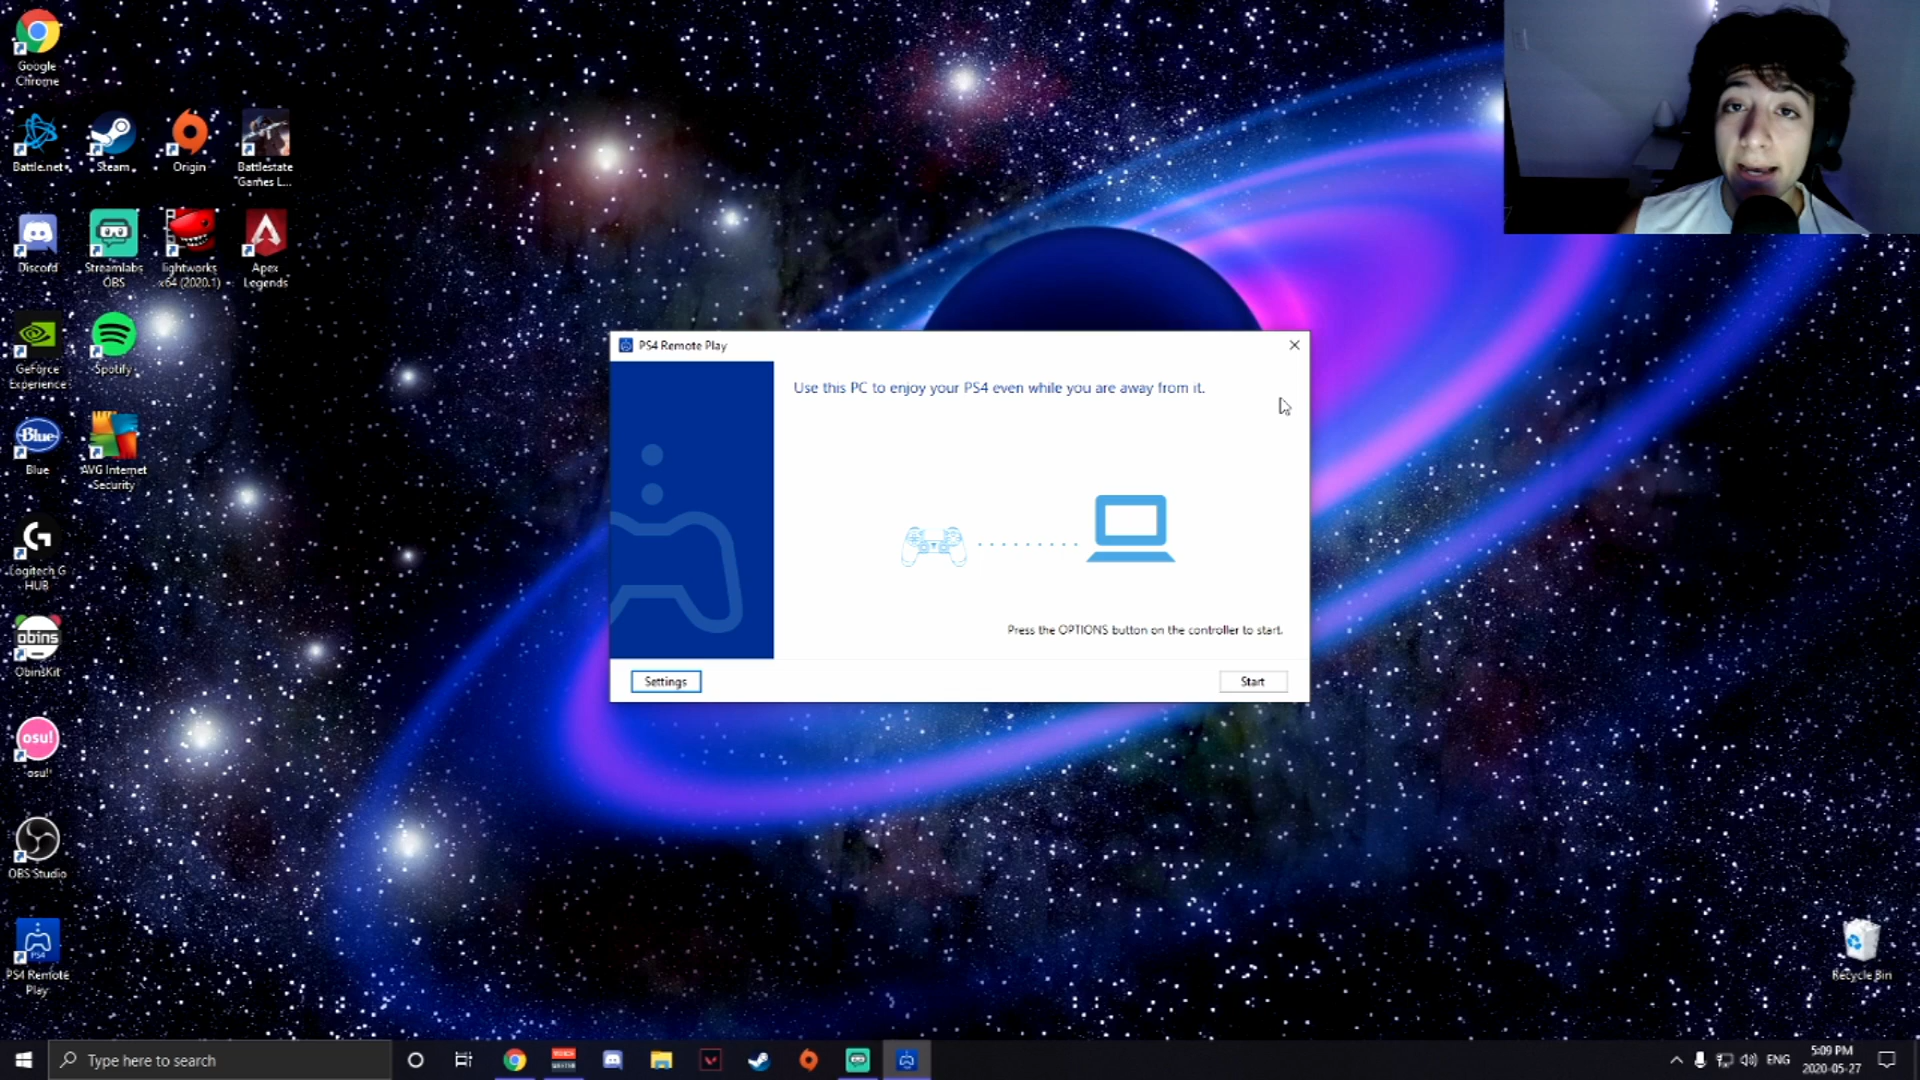 Google
Chrome
Battle.net
Steam
Origin
Battlestate
Games L...
Discord
Streamlabs
OBS
lightworks
x64 (2020.1)
Apex
Legends
GeForce
Experience
Spotify
Blue
Blue
AVG Internet
Security
Logitech G
HUB
obins
ObinsKit
osu!
osu!
OBS Studio
PS4
PS4 Remote
Play
PS4 Remote Play
Use this PC to enjoy your PS4 even while you are away from it.
Press the OPTIONS button on the controller to start.
Settings
Start
Recycle Bin
Type here to search
ENG
5:09 PM
2020-05-27